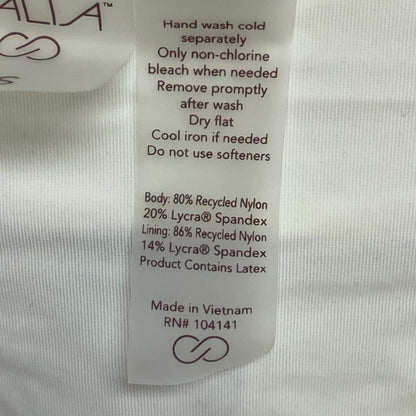 ALIA™
S
Hand wash cold
separately
Only non-chlorine
bleach when needed
Remove promptly
after wash
Dry flat
Cool iron if needed
Do not use softeners
Body: 80% Recycled Nylon
20% Lycra® Spandex
Lining: 86% Recycled Nylon
14% Lycra® Spandex
Product Contains Latex
Made in Vietnam
RN# 104141